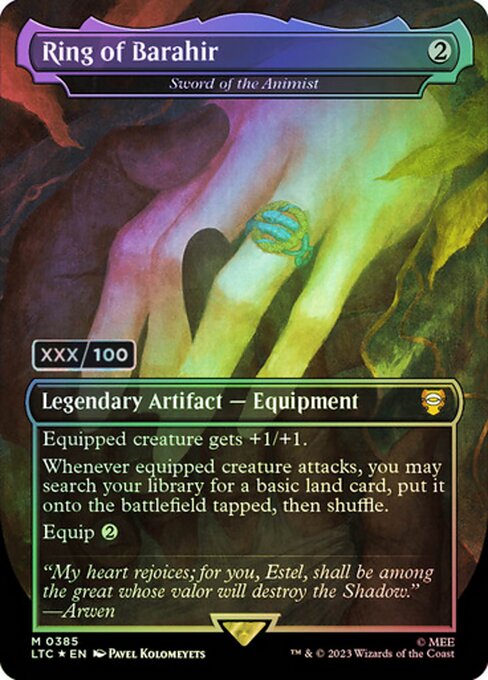 Ring of Barahir 2
Sword of the Animist
XXX/100
Legendary Artifact — Equipment
Equipped creature gets +1/+1.
Whenever equipped creature attacks, you may
search your library for a basic land card, put it
onto the battlefield tapped, then shuffle.
Equip 2
“My heart rejoices; for you, Estel, shall be among
the great whose valor will destroy the Shadow.”
—Arwen
M 0385
© MEE
LTC ★ EN Pavel Kolomeyets
™ & © 2023 Wizards of the Coast